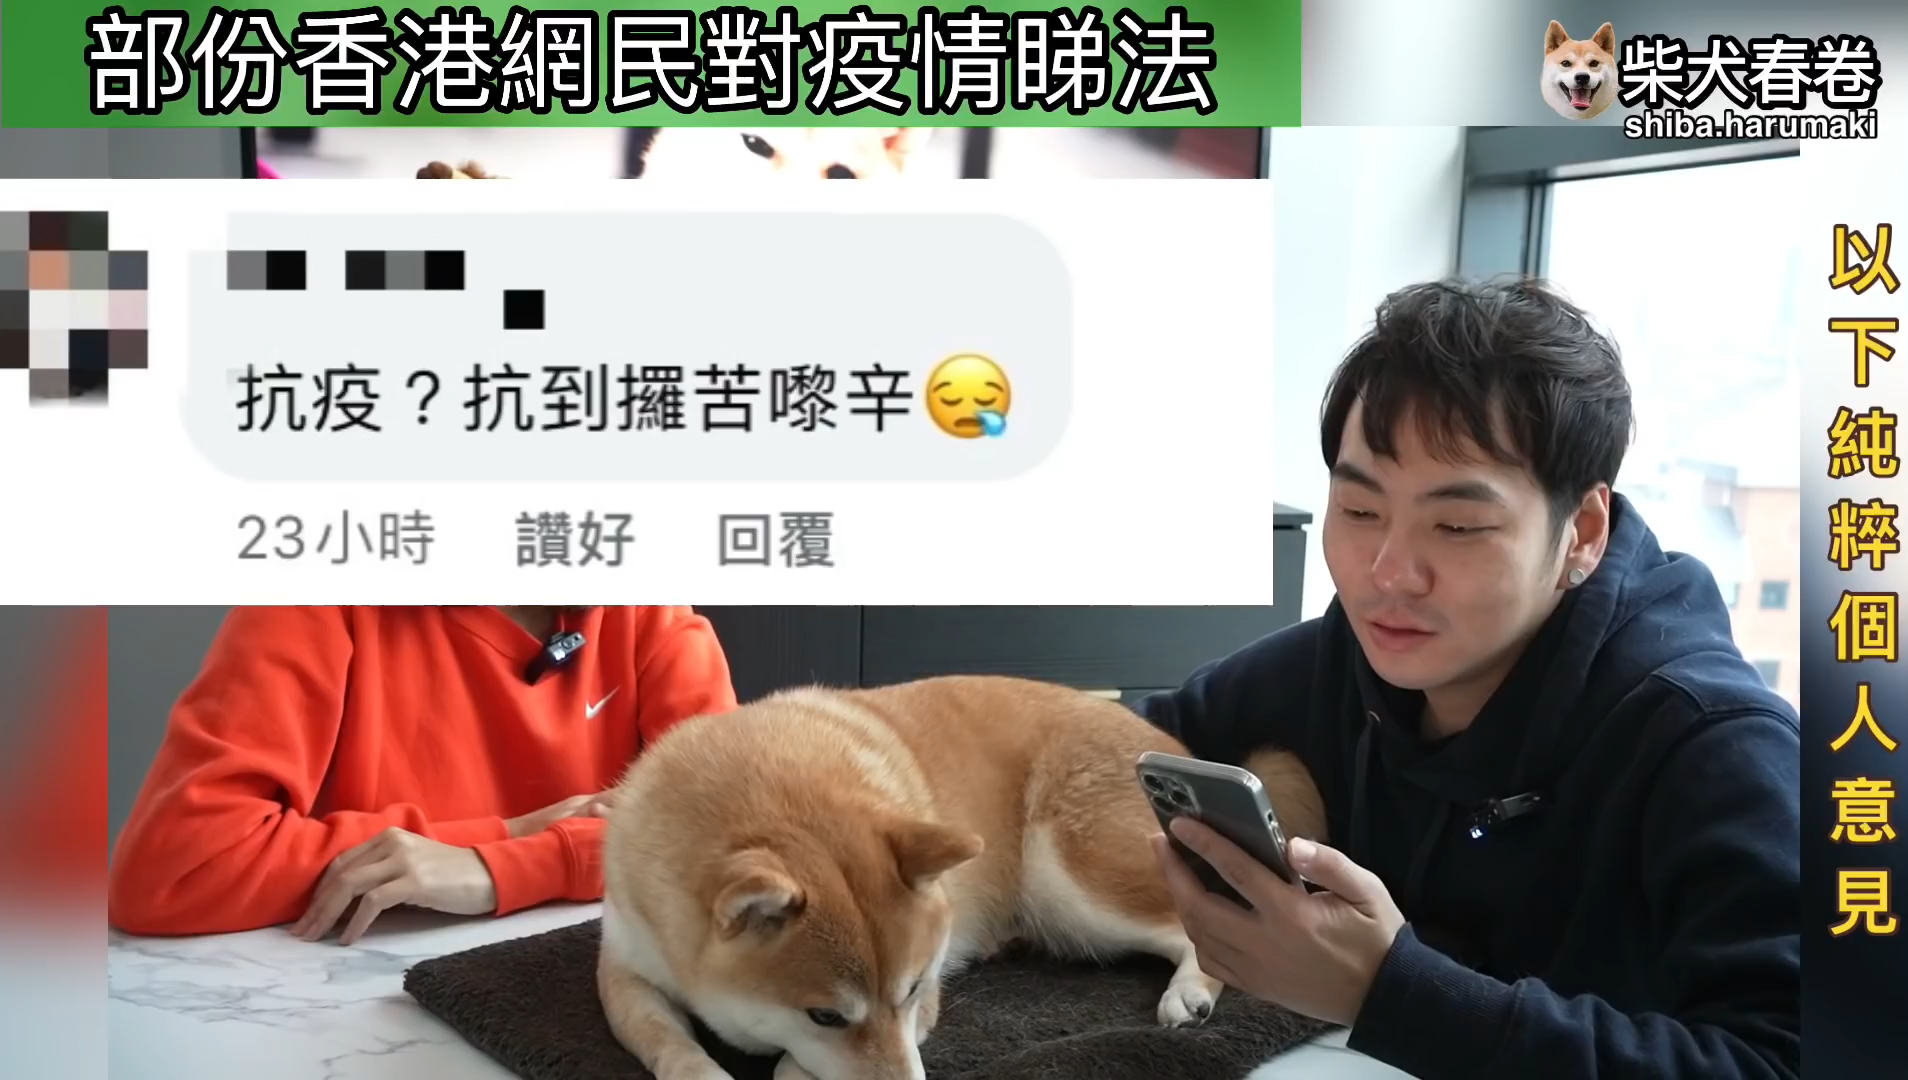 部份香港網民對疫情睇法
柴犬春卷
shiba.harumaki
抗疫？抗到攞苦嚟辛😪
23小時 讚好 回覆
以下純粹個人意見